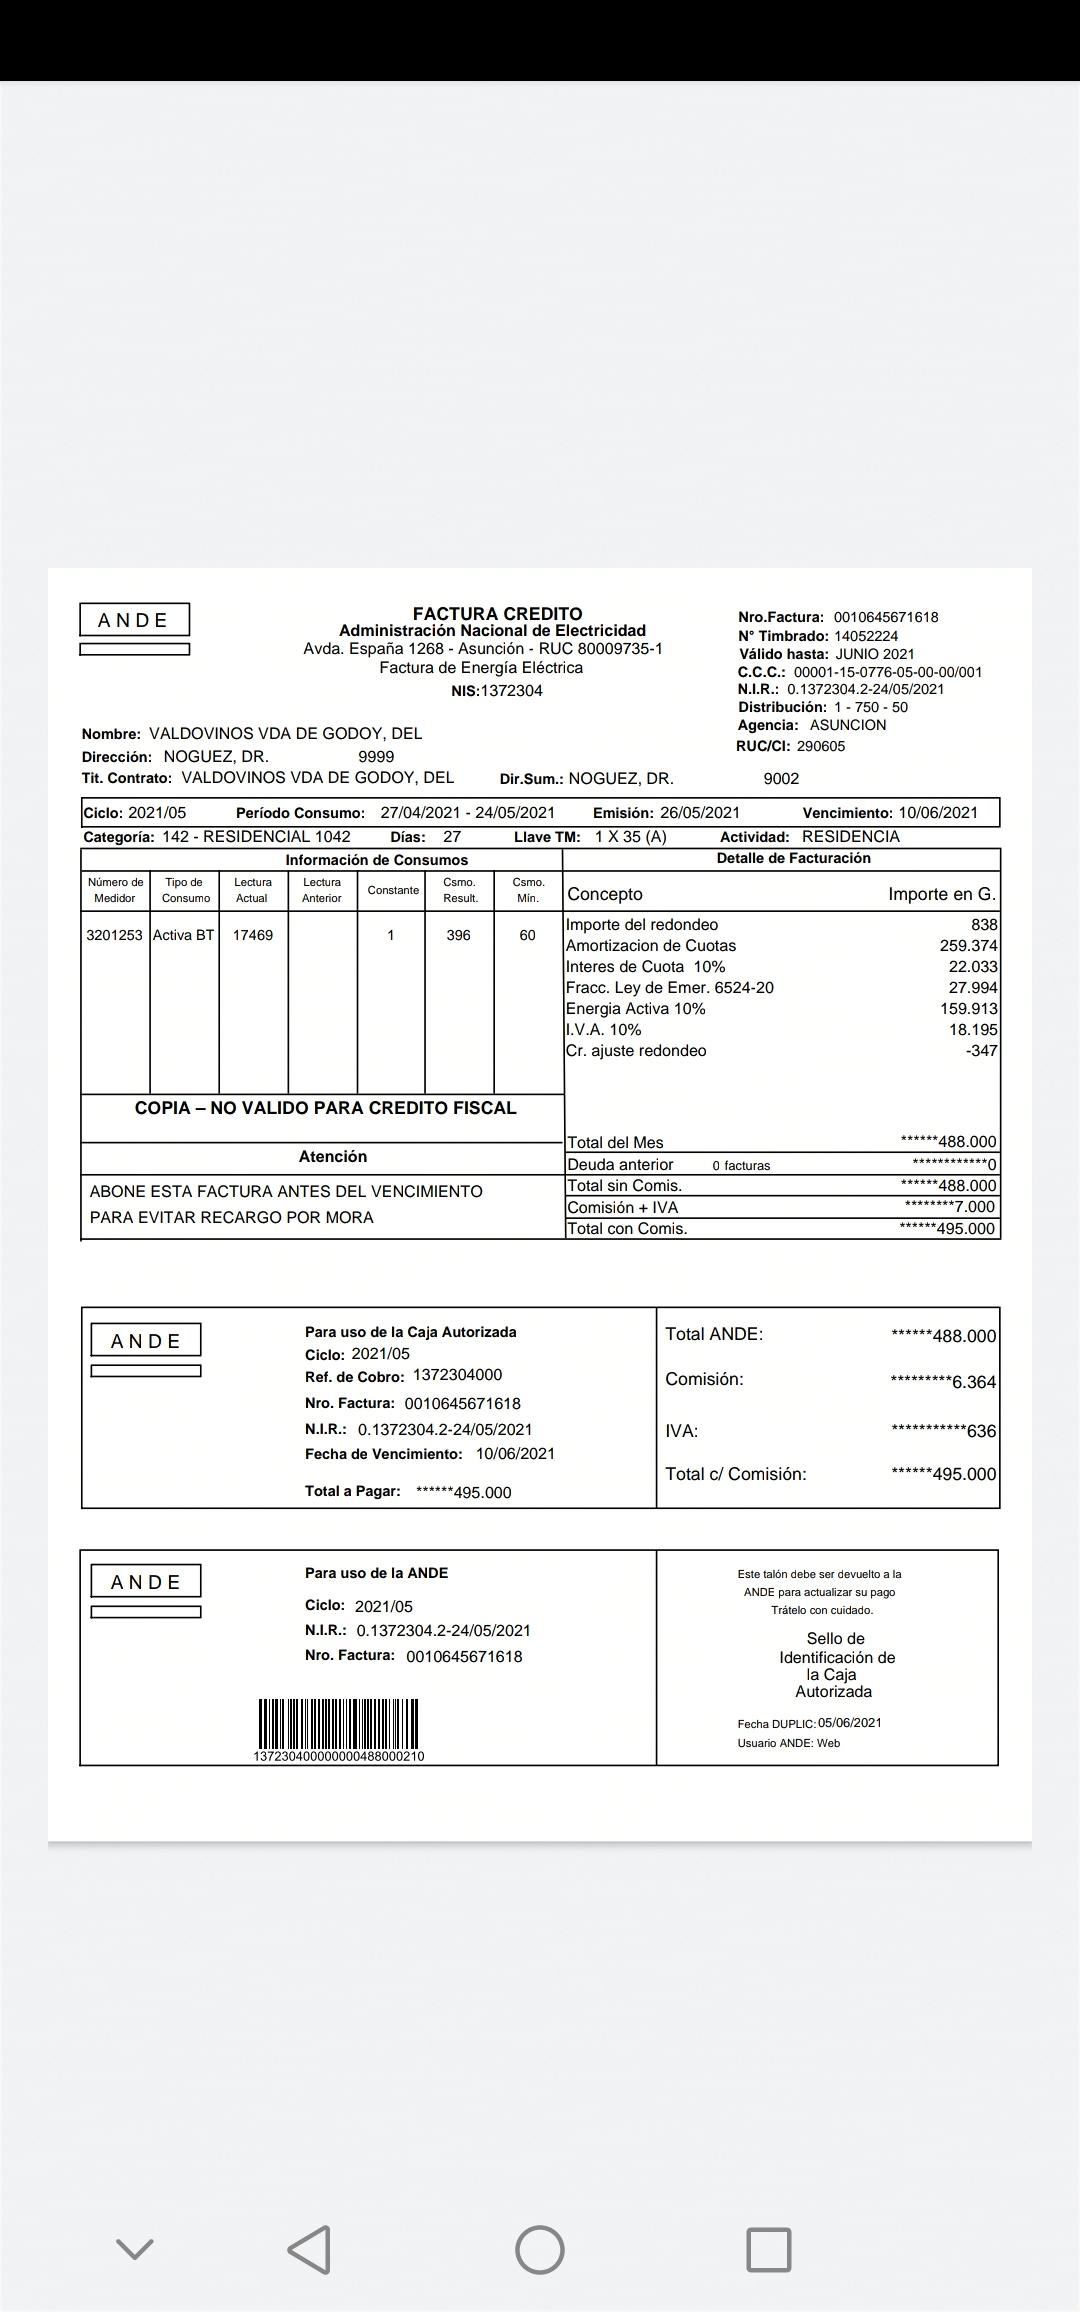 ANDE
FACTURA CREDITO
Administración Nacional de Electricidad
Avda. España 1268 - Asunción - RUC 80009735-1
Factura de Energía Eléctrica
NIS:1372304
Nro.Factura: 0010645671618
N° Timbrado: 14052224
Válido hasta: JUNIO 2021
C.C.C.: 00001-15-0776-05-00-00/001
N.I.R.: 0.1372304.2-24/05/2021
Distribución: 1 - 750 - 50
Agencia: ASUNCION
RUC/CI: 290605
Nombre: VALDOVINOS VDA DE GODOY, DEL
Dirección: NOGUEZ, DR. 9999
Tit. Contrato: VALDOVINOS VDA DE GODOY, DEL Dir.Sum.: NOGUEZ, DR. 9002
Ciclo: 2021/05 Período Consumo: 27/04/2021 - 24/05/2021 Emisión: 26/05/2021 Vencimiento: 10/06/2021
Categoría: 142 - RESIDENCIAL 1042 Días: 27 Llave TM: 1 X 35 (A) Actividad: RESIDENCIA
Información de Consumos
Número de Medidor Tipo de Consumo Lectura Actual Lectura Anterior Constante Csmo. Result. Csmo. Mín.
3201253 Activa BT 17469 1 396 60
Detalle de Facturación
Concepto Importe en G.
Importe del redondeo 838
Amortizacion de Cuotas 259.374
Interes de Cuota 10% 22.033
Fracc. Ley de Emer. 6524-20 27.994
Energia Activa 10% 159.913
I.V.A. 10% 18.195
Cr. ajuste redondeo -347
COPIA – NO VALIDO PARA CREDITO FISCAL
Atención
ABONE ESTA FACTURA ANTES DEL VENCIMIENTO
PARA EVITAR RECARGO POR MORA
Total del Mes ******488.000
Deuda anterior 0 facturas ************0
Total sin Comis. ******488.000
Comisión + IVA ********7.000
Total con Comis. ******495.000
ANDE
Para uso de la Caja Autorizada
Ciclo: 2021/05
Ref. de Cobro: 1372304000
Nro. Factura: 0010645671618
N.I.R.: 0.1372304.2-24/05/2021
Fecha de Vencimiento: 10/06/2021
Total a Pagar: ******495.000
Total ANDE: ******488.000
Comisión: *********6.364
IVA: ***********636
Total c/ Comisión: ******495.000
ANDE
Para uso de la ANDE
Ciclo: 2021/05
N.I.R.: 0.1372304.2-24/05/2021
Nro. Factura: 0010645671618
137230400000000488000210
Este talón debe ser devuelto a la
ANDE para actualizar su pago
Trátelo con cuidado.
Sello de
Identificación de
la Caja
Autorizada
Fecha DUPLIC: 05/06/2021
Usuario ANDE: Web